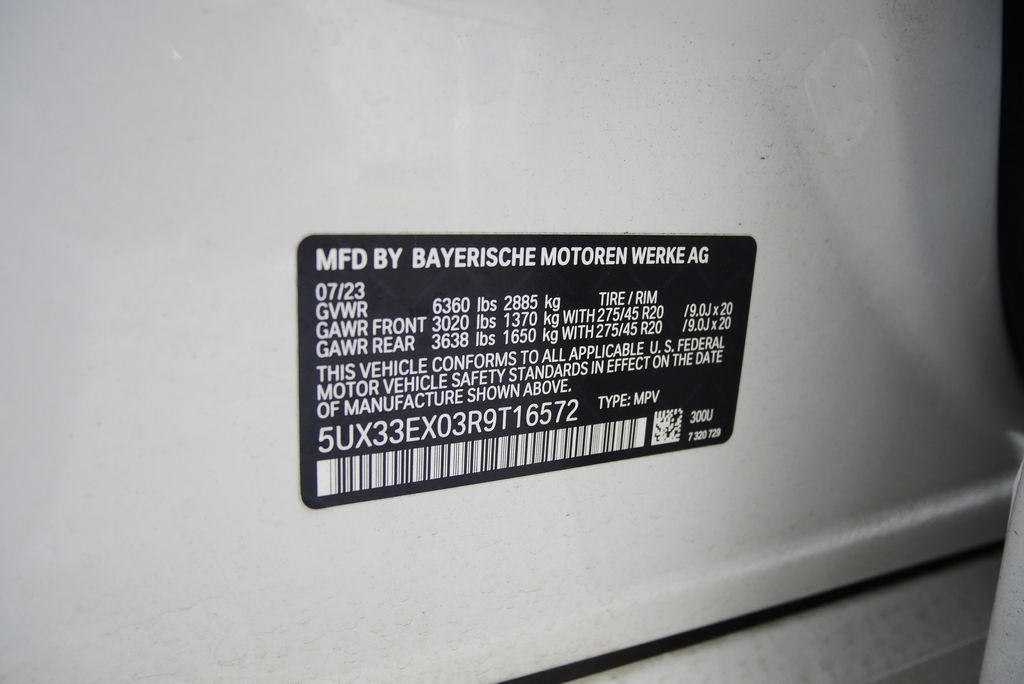 MFD BY BAYERISCHE MOTOREN WERKE AG
07/23
GVWR 6360 lbs 2885 kg TIRE / RIM
GAWR FRONT 3020 lbs 1370 kg WITH 275/45 R20 /9.0J x 20
GAWR REAR 3638 lbs 1650 kg WITH 275/45 R20 /9.0J x 20
THIS VEHICLE CONFORMS TO ALL APPLICABLE U. S. FEDERAL
MOTOR VEHICLE SAFETY STANDARDS IN EFFECT ON THE DATE
OF MANUFACTURE SHOWN ABOVE.
TYPE: MPV
5UX33EX03R9T16572
300U
7 320 729